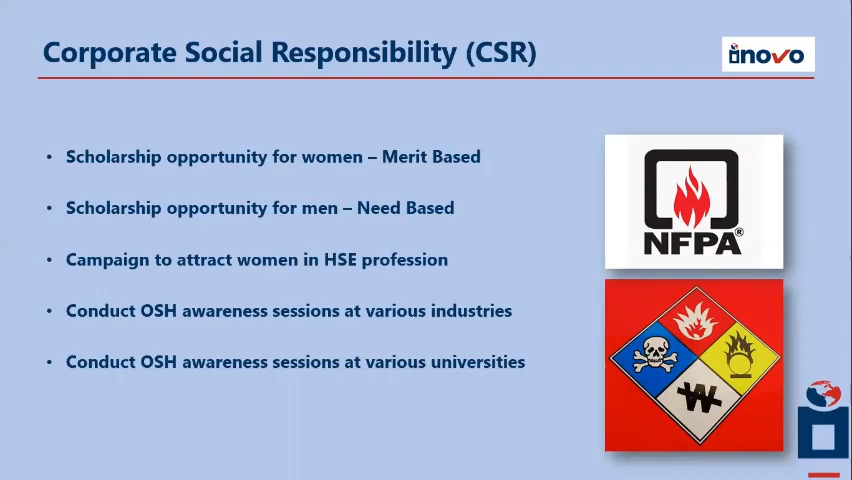 Corporate Social Responsibility (CSR)
inovo
• Scholarship opportunity for women – Merit Based
• Scholarship opportunity for men – Need Based
• Campaign to attract women in HSE profession
• Conduct OSH awareness sessions at various industries
• Conduct OSH awareness sessions at various universities
NFPA®
W